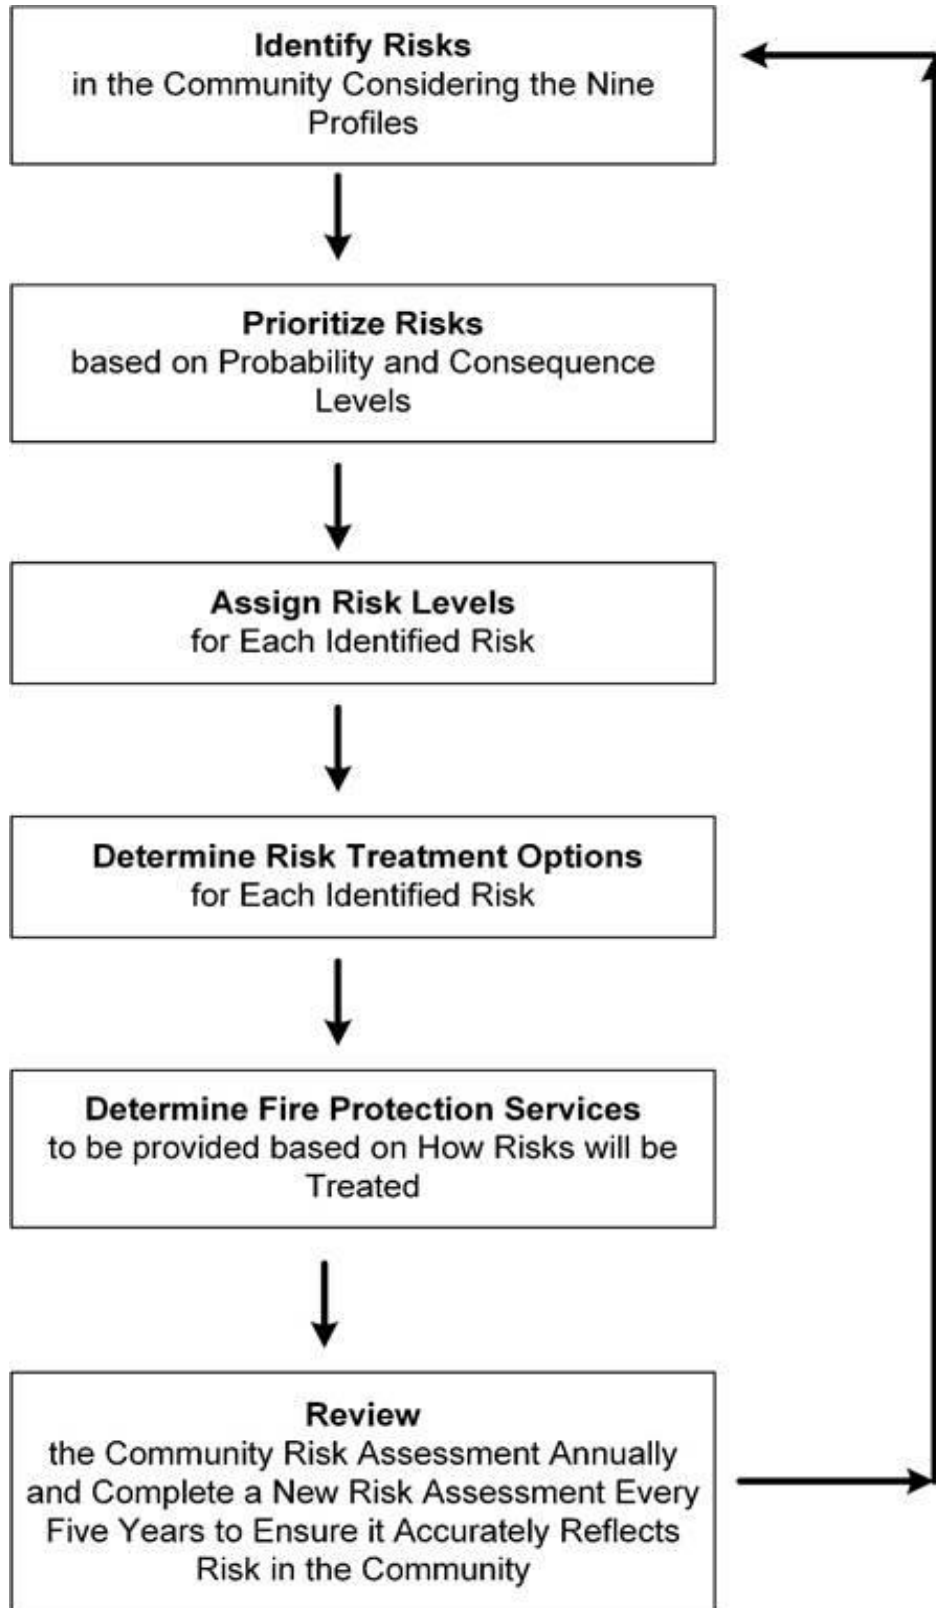 Identify Risks
in the Community Considering the Nine
Profiles
Prioritize Risks
based on Probability and Consequence
Levels
Assign Risk Levels
for Each Identified Risk
Determine Risk Treatment Options
for Each Identified Risk
Determine Fire Protection Services
to be provided based on How Risks will be
Treated
Review
the Community Risk Assessment Annually
and Complete a New Risk Assessment Every
Five Years to Ensure it Accurately Reflects
Risk in the Community